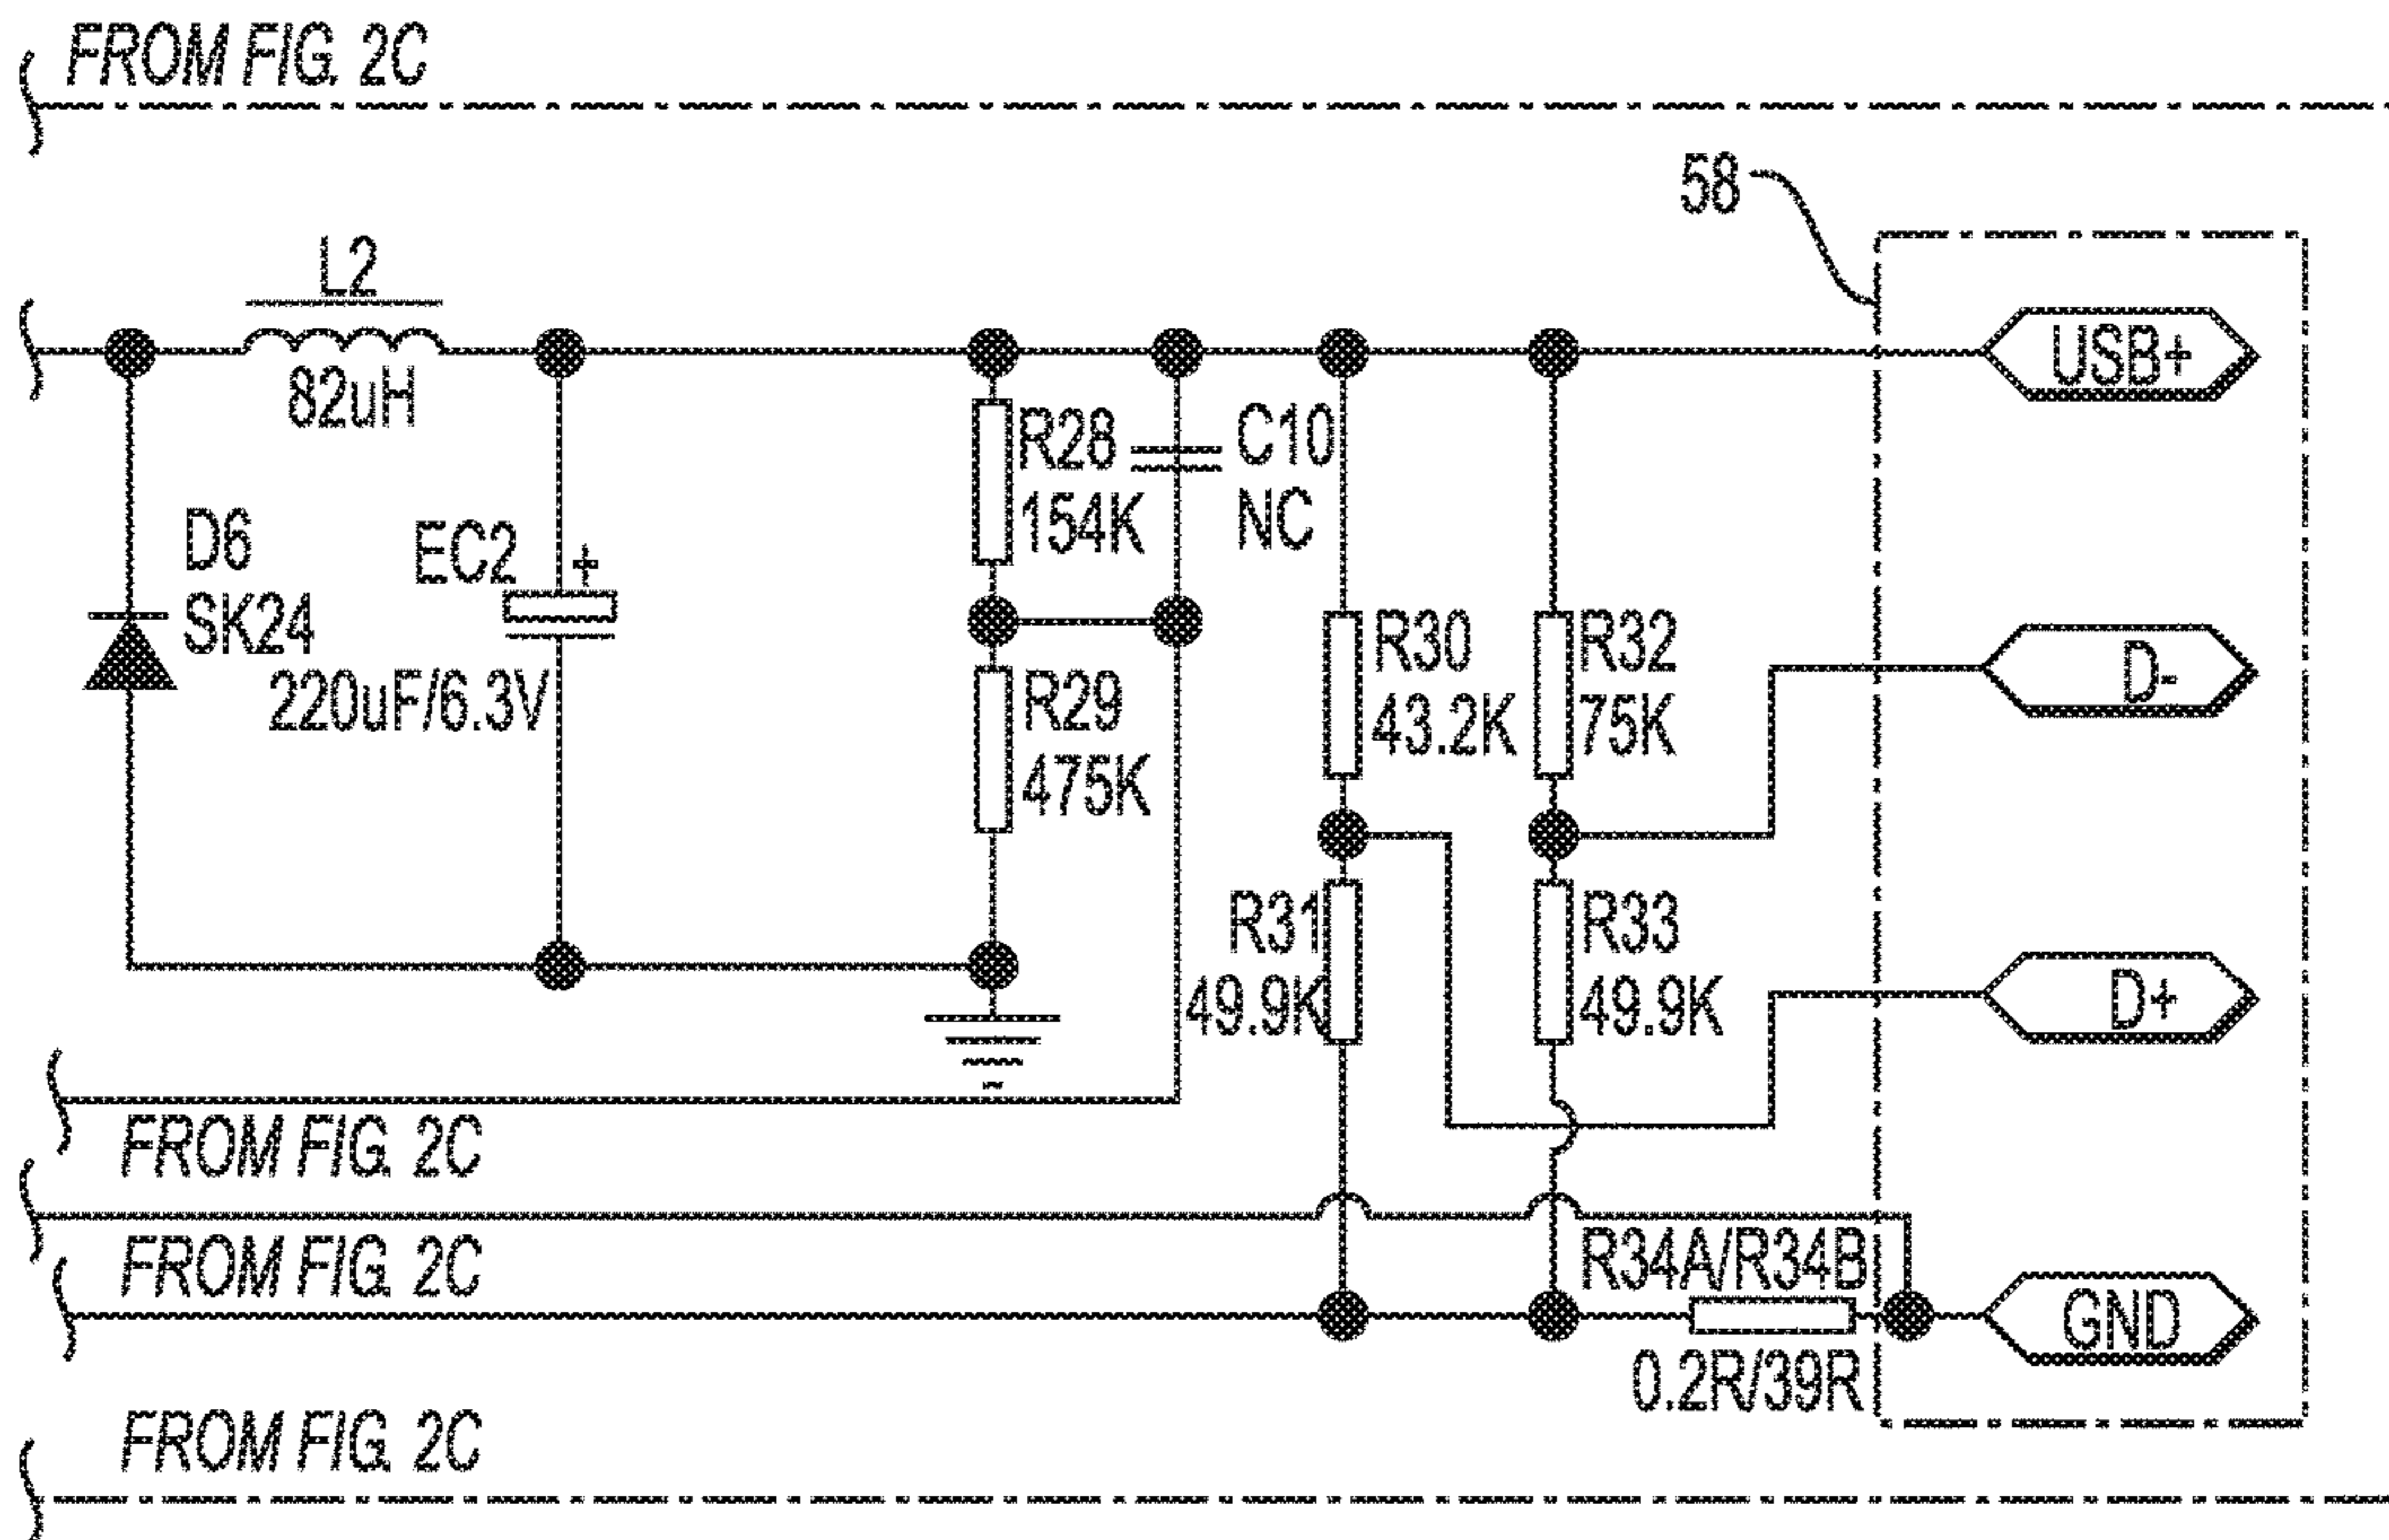 FROM FIG. 2C
58
L2
82uH
USB+
R28
154K
C10
NC
D6
SK24
EC2
+
220uF/6.3V
R29
475K
R30
43.2K
R32
75K
D-
R31
49.9K
R33
49.9K
D+
FROM FIG. 2C
FROM FIG. 2C
R34A/R34B
0.2R/39R
GND
FROM FIG. 2C